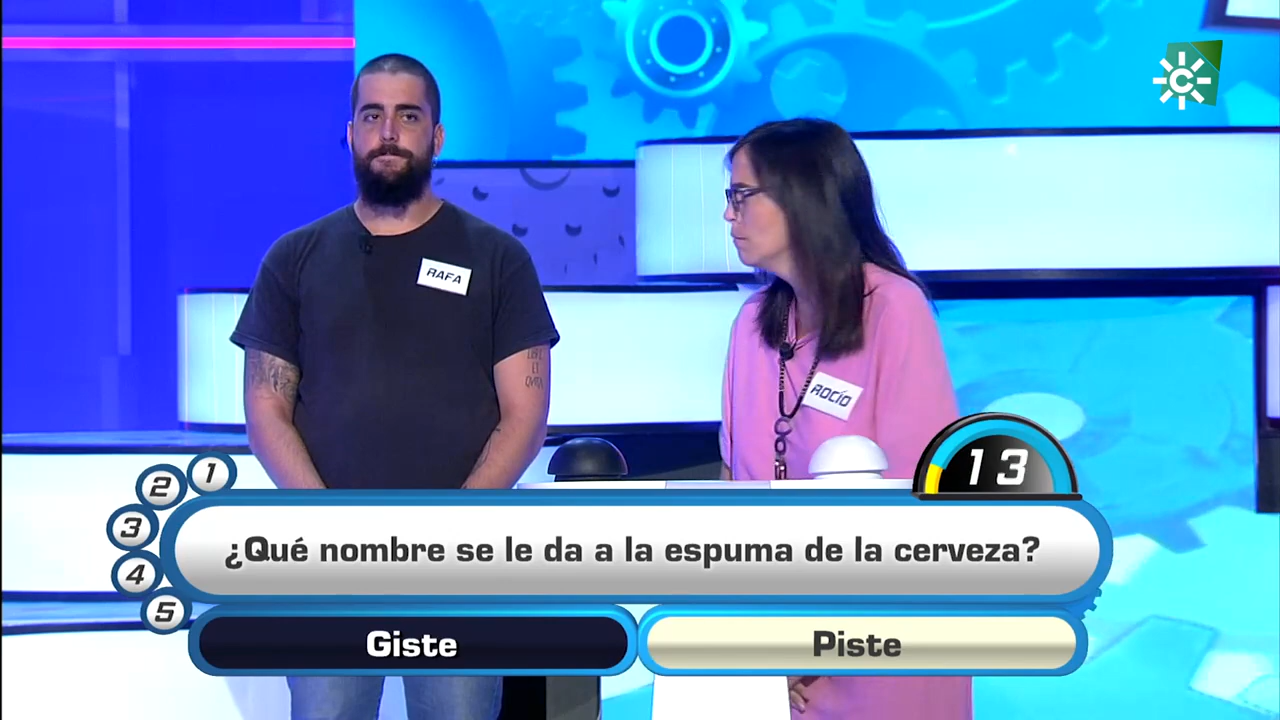 RAFA
ROCÍO
13
1
2
3
4
5
¿Qué nombre se le da a la espuma de la cerveza?
Giste
Piste